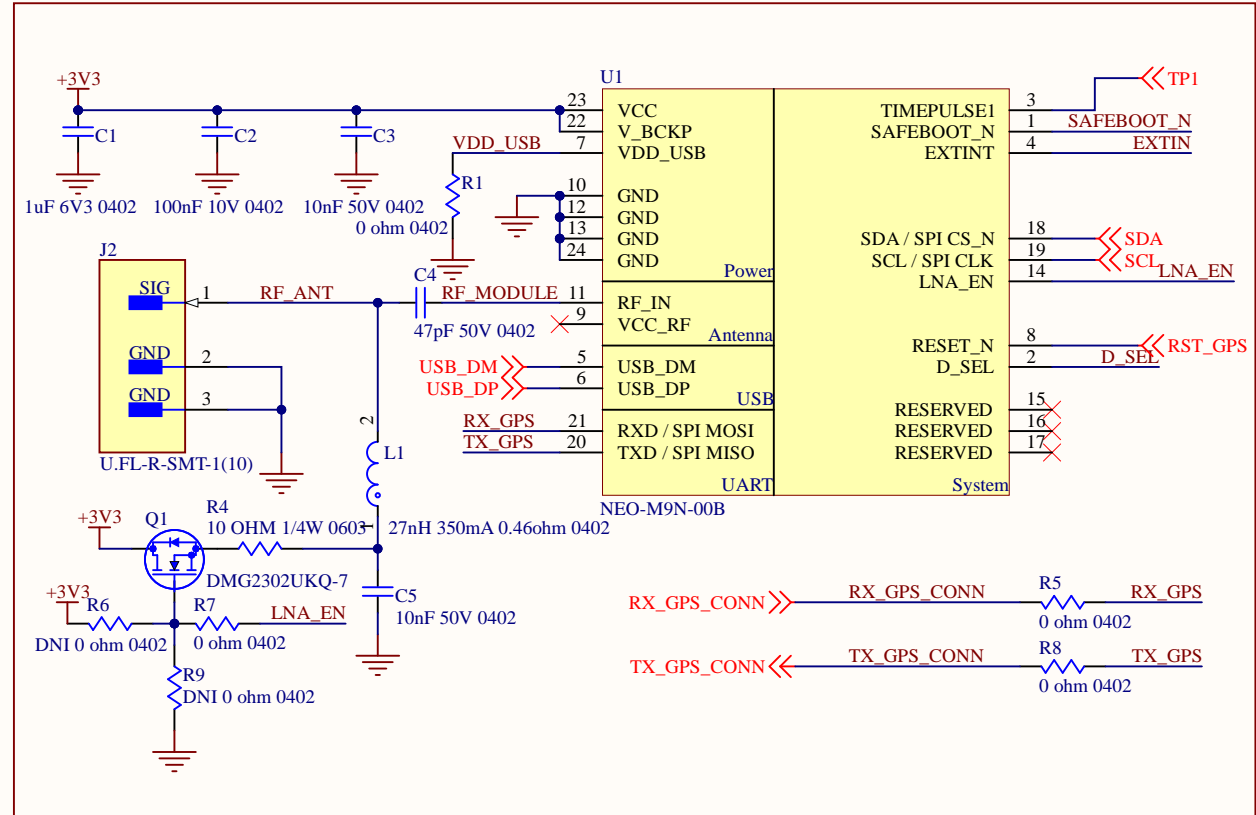 +3V3
C1
1uF 6V3 0402
C2
100nF 10V 0402
C3
10nF 50V 0402
VDD_USB
R1
0 ohm 0402
U1
23 VCC
22 V_BCKP
7 VDD_USB
10 GND
12 GND
13 GND
24 GND
Power
11 RF_IN
9 VCC_RF
Antenna
5 USB_DM
6 USB_DP
USB
21 RXD / SPI MOSI
20 TXD / SPI MISO
UART
TIMEPULSE1 3
SAFEBOOT_N 1
EXTINT 4
SDA / SPI CS_N 18
SCL / SPI CLK 19
LNA_EN 14
RESET_N 8
D_SEL 2
RESERVED 15
RESERVED 16
RESERVED 17
System
NEO-M9N-00B
TP1
SAFEBOOT_N
EXTIN
SDA
SCL
LNA_EN
RST_GPS
D_SEL
J2
SIG 1
GND 2
GND 3
U.FL-R-SMT-1(10)
RF_ANT
C4
RF_MODULE
47pF 50V 0402
USB_DM
USB_DP
RX_GPS
TX_GPS
2
L1
1
27nH 350mA 0.46ohm 0402
+3V3
Q1
DMG2302UKQ-7
R4
10 OHM 1/4W 0603
C5
10nF 50V 0402
+3V3
R6
DNI 0 ohm 0402
R7
0 ohm 0402
LNA_EN
R9
DNI 0 ohm 0402
RX_GPS_CONN
RX_GPS_CONN
R5
0 ohm 0402
RX_GPS
TX_GPS_CONN
TX_GPS_CONN
R8
0 ohm 0402
TX_GPS